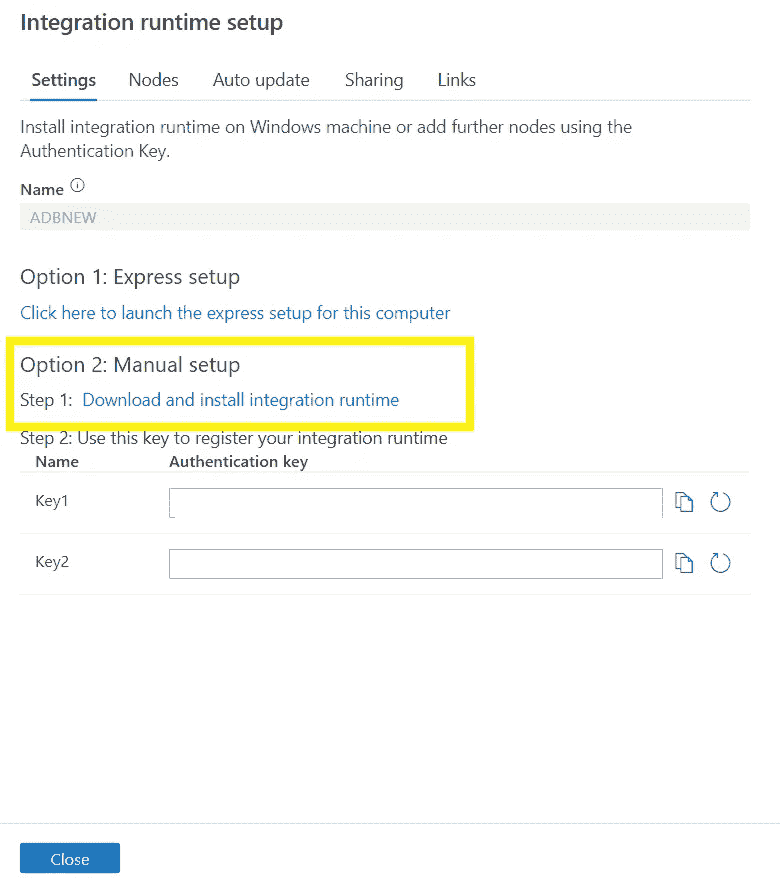 Integration runtime setup
Settings Nodes Auto update Sharing Links
Install integration runtime on Windows machine or add further nodes using the
Authentication Key.
Name
ADBNEW
Option 1: Express setup
Click here to launch the express setup for this computer
Option 2: Manual setup
Step 1: Download and install integration runtime
Step 2: Use this key to register your integration runtime
Name Authentication key
Key1
Key2
Close